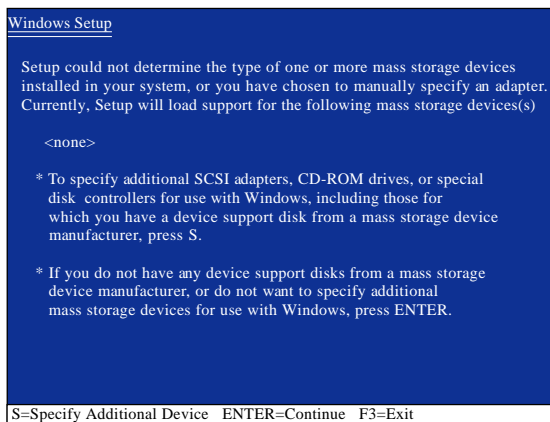 Windows Setup
Setup could not determine the type of one or more mass storage devices
installed in your system, or you have chosen to manually specify an adapter.
Currently, Setup will load support for the following mass storage devices(s)
<none>
* To specify additional SCSI adapters, CD-ROM drives, or special
disk controllers for use with Windows, including those for
which you have a device support disk from a mass storage device
manufacturer, press S.
* If you do not have any device support disks from a mass storage
device manufacturer, or do not want to specify additional
mass storage devices for use with Windows, press ENTER.
S=Specify Additional Device ENTER=Continue F3=Exit